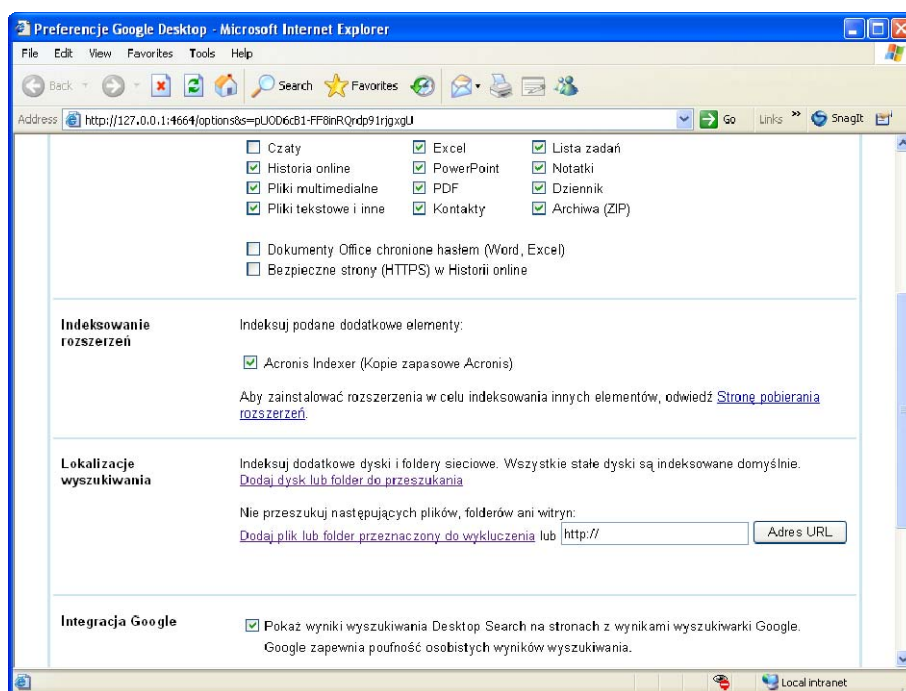 Preferencje Google Desktop - Microsoft Internet Explorer
File Edit View Favorites Tools Help
Back Search Favorites
Address http://127.0.0.1:4664/options&s=pUOD6cB1-FF8inRQrdp91rjgxgU Go Links » SnagIt
Czaty Excel Lista zadań
Historia online PowerPoint Notatki
Pliki multimedialne PDF Dziennik
Pliki tekstowe i inne Kontakty Archiwa (ZIP)
Dokumenty Office chronione hasłem (Word, Excel)
Bezpieczne strony (HTTPS) w Historii online
Indeksowanie rozszerzeń
Indeksuj podane dodatkowe elementy:
Acronis Indexer (Kopie zapasowe Acronis)
Aby zainstalować rozszerzenia w celu indeksowania innych elementów, odwiedź Stronę pobierania
rozszerzeń.
Lokalizacje wyszukiwania
Indeksuj dodatkowe dyski i foldery sieciowe. Wszystkie stałe dyski są indeksowane domyślnie.
Dodaj dysk lub folder do przeszukania
Nie przeszukuj następujących plików, folderów ani witryn:
Dodaj plik lub folder przeznaczony do wykluczenia lub http:// Adres URL
Integracja Google
Pokaż wyniki wyszukiwania Desktop Search na stronach z wynikami wyszukiwarki Google.
Google zapewnia poufność osobistych wyników wyszukiwania.
Local intranet